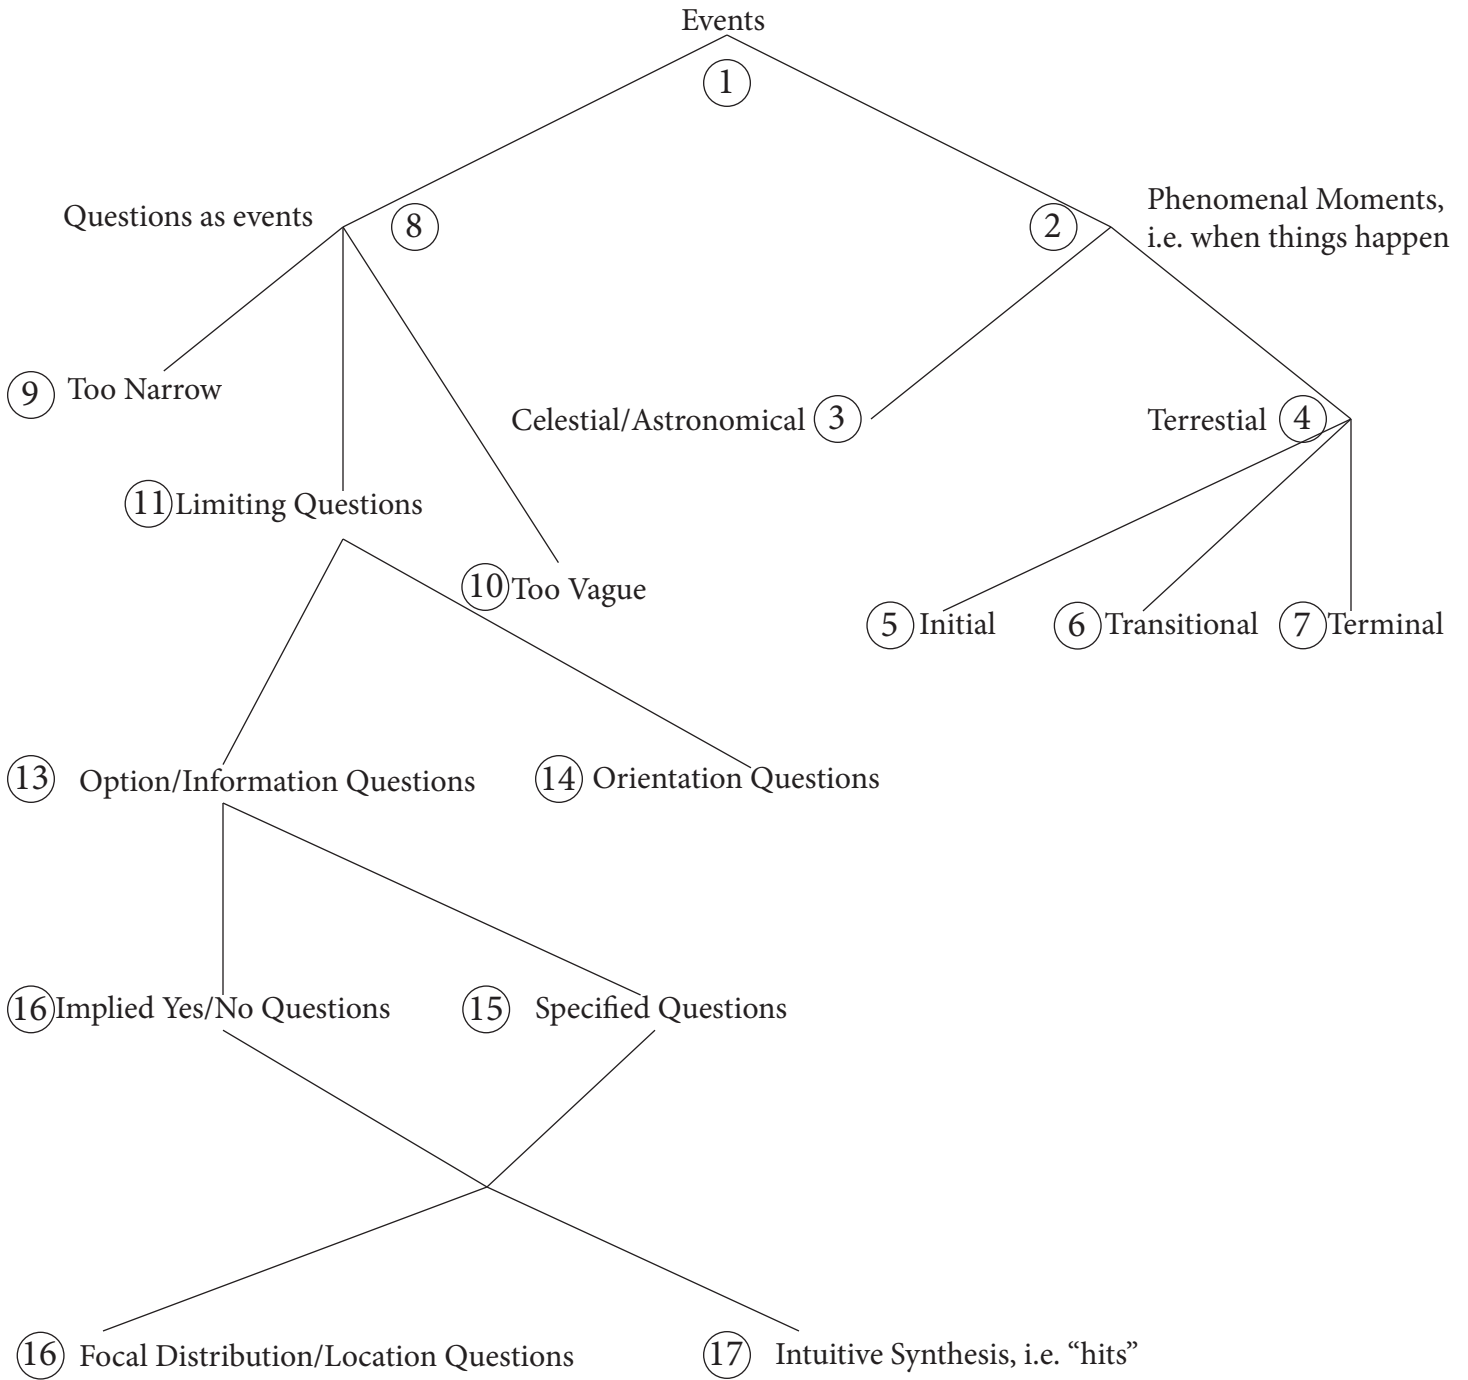 Events
1
Questions as events
8
2
Phenomenal Moments,
i.e. when things happen
9 Too Narrow
Celestial/Astronomical 3
Terrestial 4
11 Limiting Questions
10 Too Vague
5 Initial
6 Transitional
7 Terminal
13 Option/Information Questions
14 Orientation Questions
16 Implied Yes/No Questions
15 Specified Questions
16 Focal Distribution/Location Questions
17 Intuitive Synthesis, i.e. “hits”